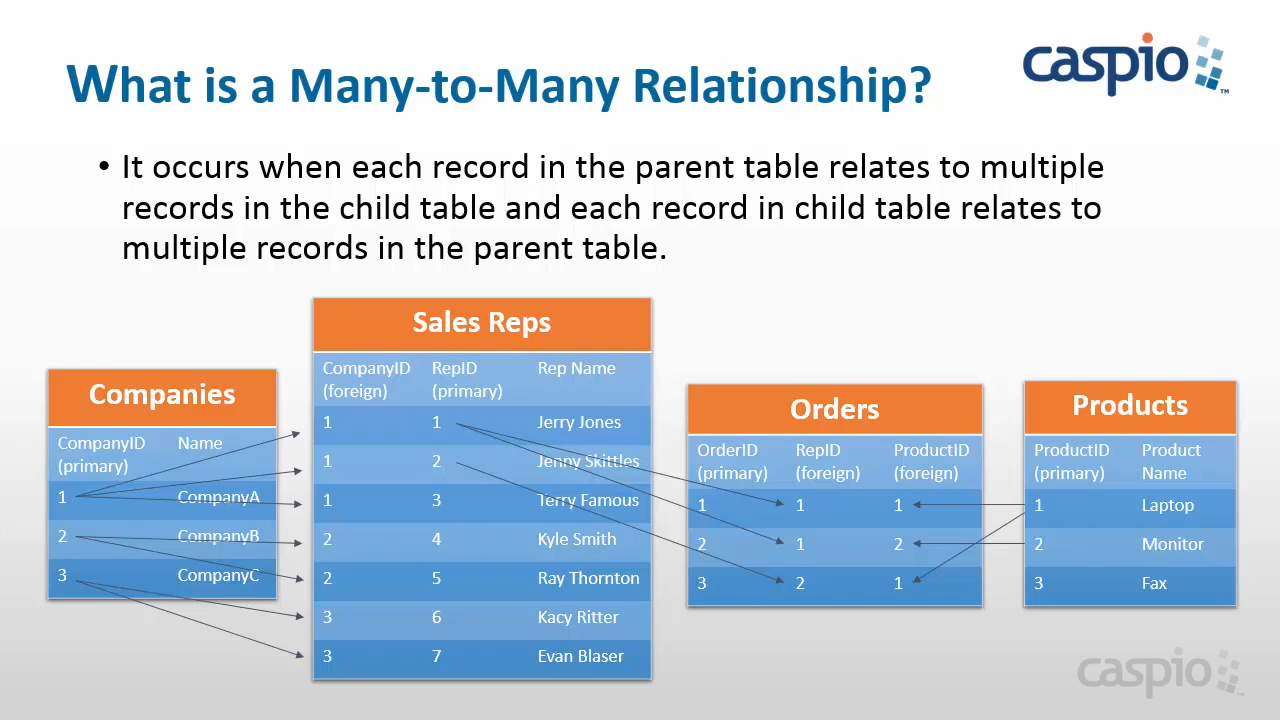 What is a Many-to-Many Relationship?
caspio
™
• It occurs when each record in the parent table relates to multiple
records in the child table and each record in child table relates to
multiple records in the parent table.
Companies
CompanyID Name
(primary)
1 CompanyA
2 CompanyB
3 CompanyC
Sales Reps
CompanyID RepID Rep Name
(foreign) (primary)
1 1 Jerry Jones
1 2 Jenny Skittles
1 3 Terry Famous
2 4 Kyle Smith
2 5 Ray Thornton
3 6 Kacy Ritter
3 7 Evan Blaser
Orders
OrderID RepID ProductID
(primary) (foreign) (foreign)
1 1 1
2 1 2
3 2 1
Products
ProductID Product
(primary) Name
1 Laptop
2 Monitor
3 Fax
caspio